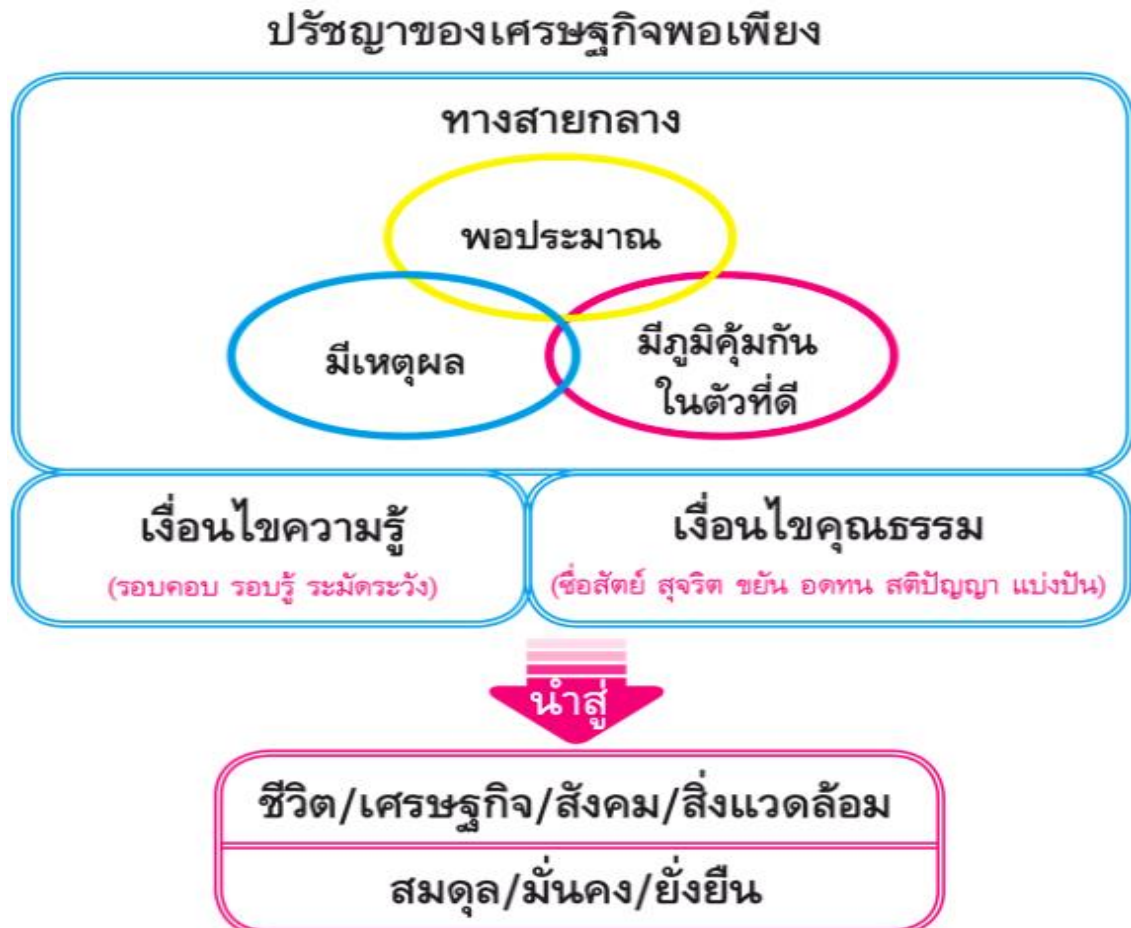 ปรัชญาของเศรษฐกิจพอเพียง
ทางสายกลาง
พอประมาณ
มีเหตุผล
มีภูมิคุ้มกัน
ในตัวที่ดี
เงื่อนไขความรู้
(รอบคอบ รอบรู้ ระมัดระวัง)
เงื่อนไขคุณธรรม
(ซื่อสัตย์ สุจริต ขยัน อดทน สติปัญญา แบ่งปัน)
นำสู่
ชีวิต/เศรษฐกิจ/สังคม/สิ่งแวดล้อม
สมดุล/มั่นคง/ยั่งยืน